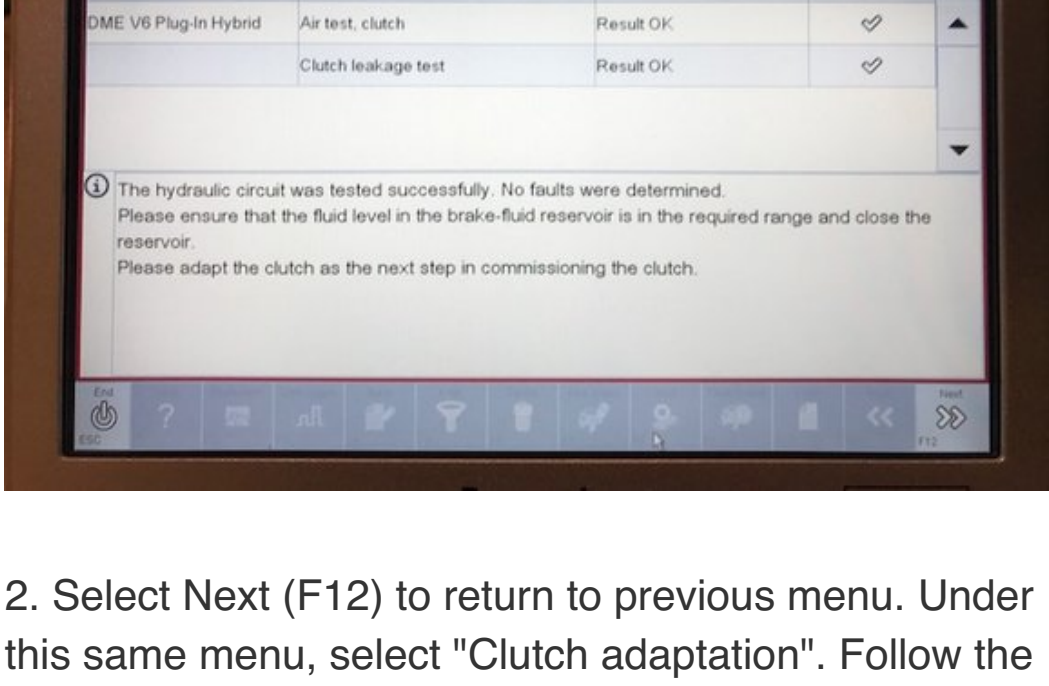 DME V6 Plug-In Hybrid Air test, clutch Result OK
Clutch leakage test Result OK
The hydraulic circuit was tested successfully. No faults were determined.
Please ensure that the fluid level in the brake-fluid reservoir is in the required range and close the
reservoir.
Please adapt the clutch as the next step in commissioning the clutch.
End
?
Next
ESC
F12
2. Select Next (F12) to return to previous menu. Under
this same menu, select "Clutch adaptation". Follow the